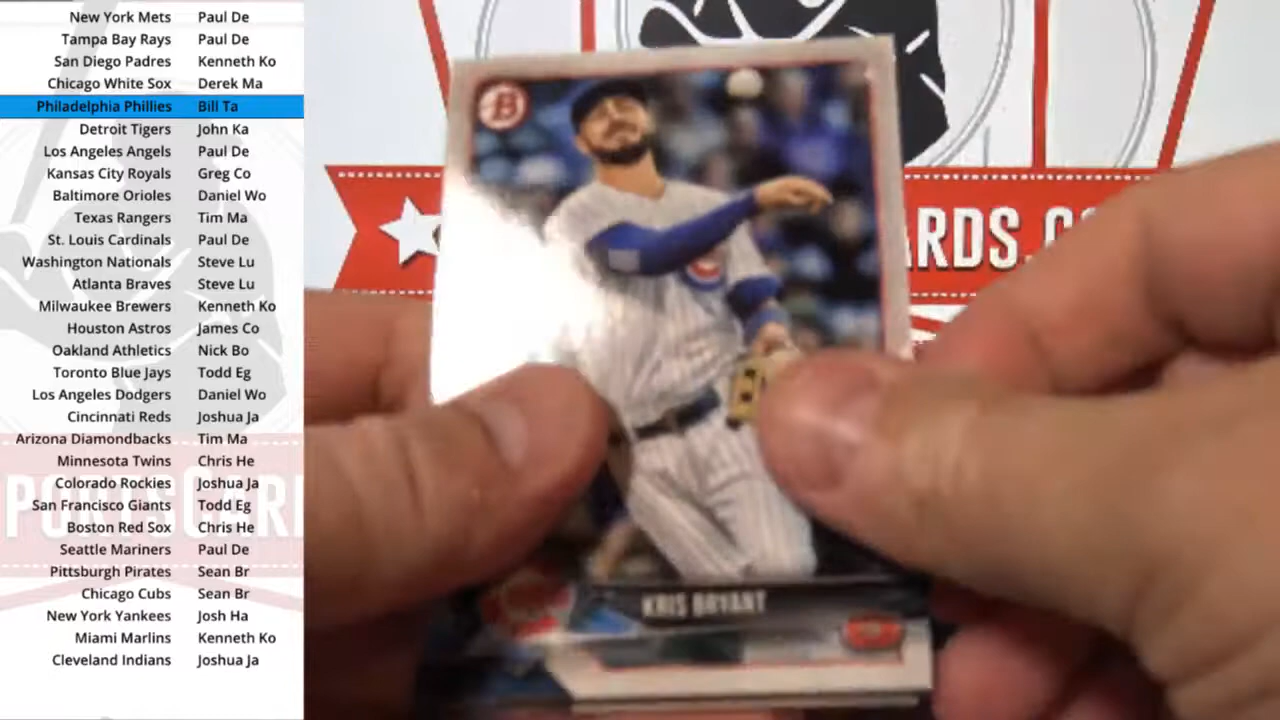 New York Mets Paul De
Tampa Bay Rays Paul De
San Diego Padres Kenneth Ko
Chicago White Sox Derek Ma
Philadelphia Phillies Bill Ta
Detroit Tigers John Ka
Los Angeles Angels Paul De
Kansas City Royals Greg Co
Baltimore Orioles Daniel Wo
Texas Rangers Tim Ma
St. Louis Cardinals Paul De
Washington Nationals Steve Lu
Atlanta Braves Steve Lu
Milwaukee Brewers Kenneth Ko
Houston Astros James Co
Oakland Athletics Nick Bo
Toronto Blue Jays Todd Eg
Los Angeles Dodgers Daniel Wo
Cincinnati Reds Joshua Ja
Arizona Diamondbacks Tim Ma
Minnesota Twins Chris He
Colorado Rockies Joshua Ja
San Francisco Giants Todd Eg
Boston Red Sox Chris He
Seattle Mariners Paul De
Pittsburgh Pirates Sean Br
Chicago Cubs Sean Br
New York Yankees Josh Ha
Miami Marlins Kenneth Ko
Cleveland Indians Joshua Ja
PORTSCARD
B
ARDS.CO
KRIS BRYANT